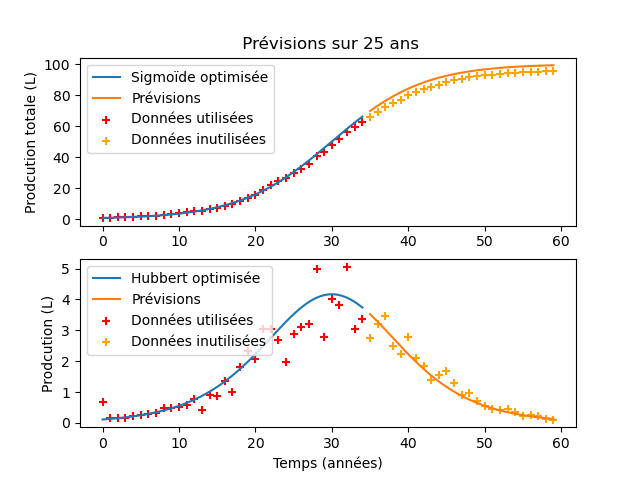 Prévisions sur 25 ans
Prodcution totale (L)
100
80
60
40
20
0
Sigmoïde optimisée
Prévisions
Données utilisées
Données inutilisées
0 10 20 30 40 50 60
Prodcution (L)
5
4
3
2
1
0
Hubbert optimisée
Prévisions
Données utilisées
Données inutilisées
0 10 20 30 40 50 60
Temps (années)